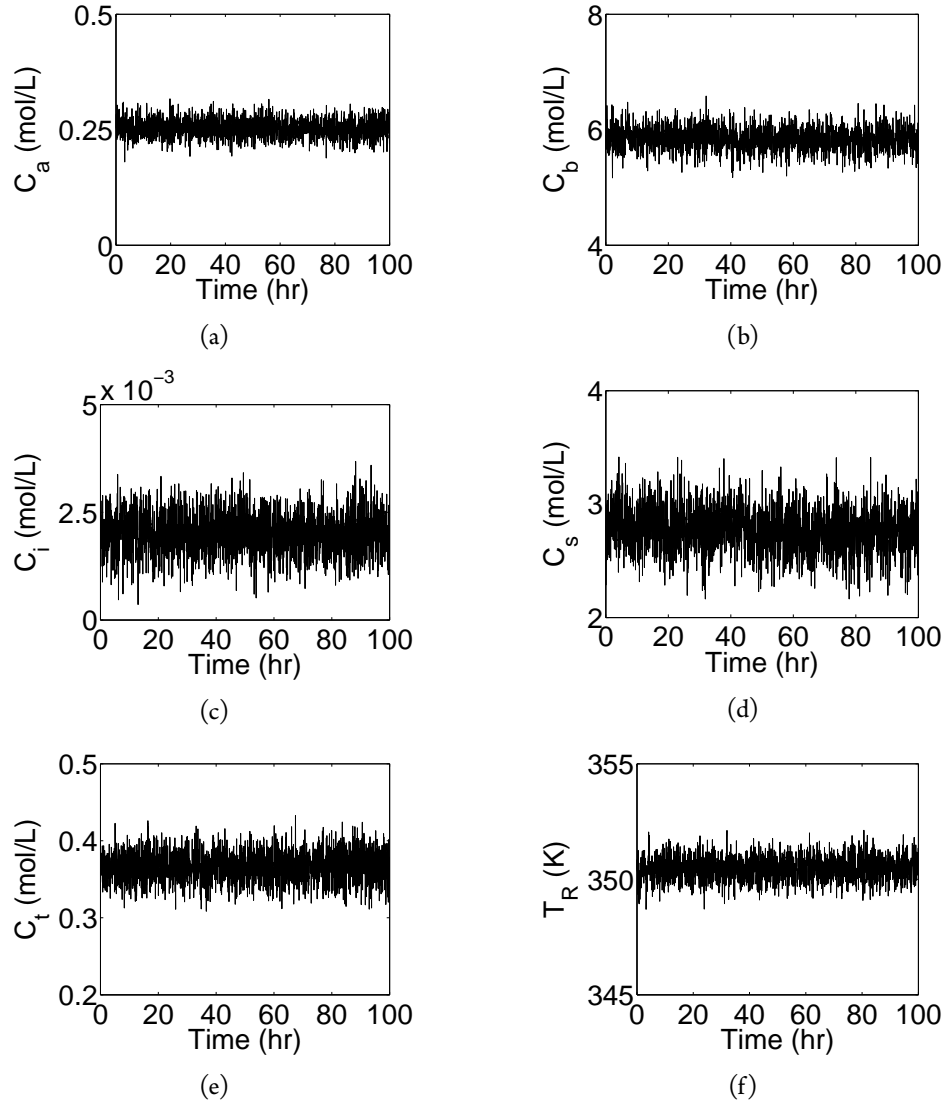 0.5
0.25
0
C_a (mol/L)
0 20 40 60 80 100
Time (hr)
(a)
8
6
4
C_b (mol/L)
0 20 40 60 80 100
Time (hr)
(b)
x 10⁻³
5
2.5
0
C_i (mol/L)
0 20 40 60 80 100
Time (hr)
(c)
4
3
2
C_s (mol/L)
0 20 40 60 80 100
Time (hr)
(d)
0.5
0.4
0.3
0.2
C_t (mol/L)
0 20 40 60 80 100
Time (hr)
(e)
355
350
345
T_R (K)
0 20 40 60 80 100
Time (hr)
(f)